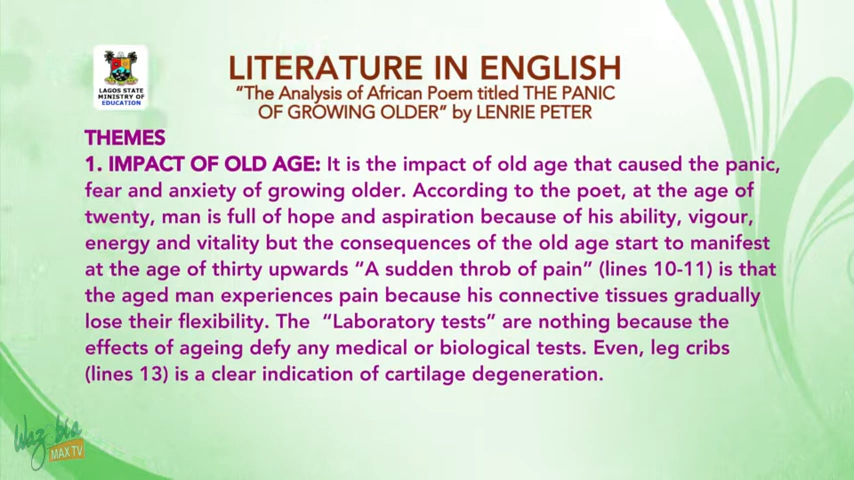 LAGOS STATE
MINISTRY OF
EDUCATION
LITERATURE IN ENGLISH
“The Analysis of African Poem titled THE PANIC
OF GROWING OLDER” by LENRIE PETER
THEMES
1. IMPACT OF OLD AGE: It is the impact of old age that caused the panic,
fear and anxiety of growing older. According to the poet, at the age of
twenty, man is full of hope and aspiration because of his ability, vigour,
energy and vitality but the consequences of the old age start to manifest
at the age of thirty upwards “A sudden throb of pain” (lines 10-11) is that
the aged man experiences pain because his connective tissues gradually
lose their flexibility. The “Laboratory tests” are nothing because the
effects of ageing defy any medical or biological tests. Even, leg cribs
(lines 13) is a clear indication of cartilage degeneration.
MAX TV